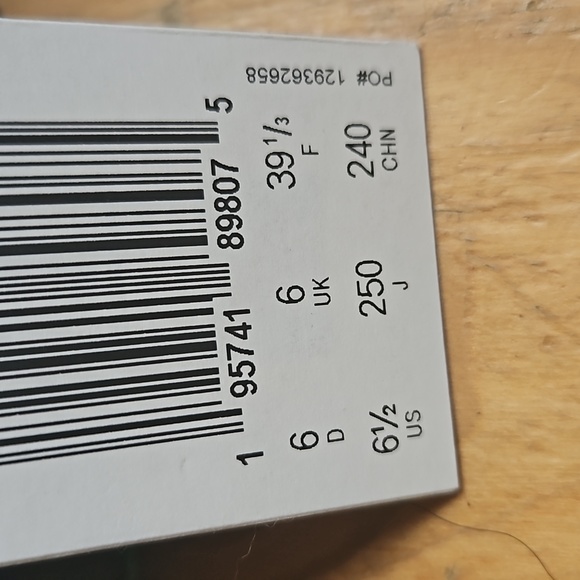 1 95741 89807 5
6 6 39 1/3
D UK F
6½ 250 240
US J CHN
PO# 129362658